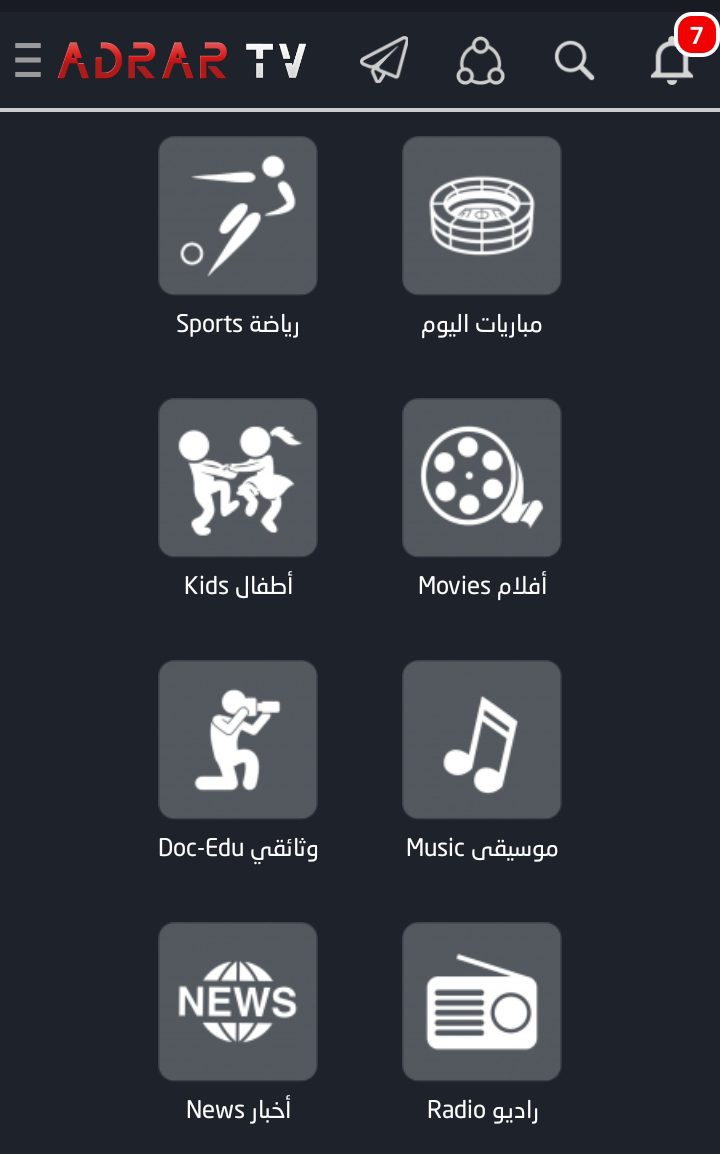 ADRAR TV
7
رياضة Sports
مباريات اليوم
أطفال Kids
أفلام Movies
وثائقي Doc-Edu
موسيقى Music
NEWS
أخبار News
راديو Radio